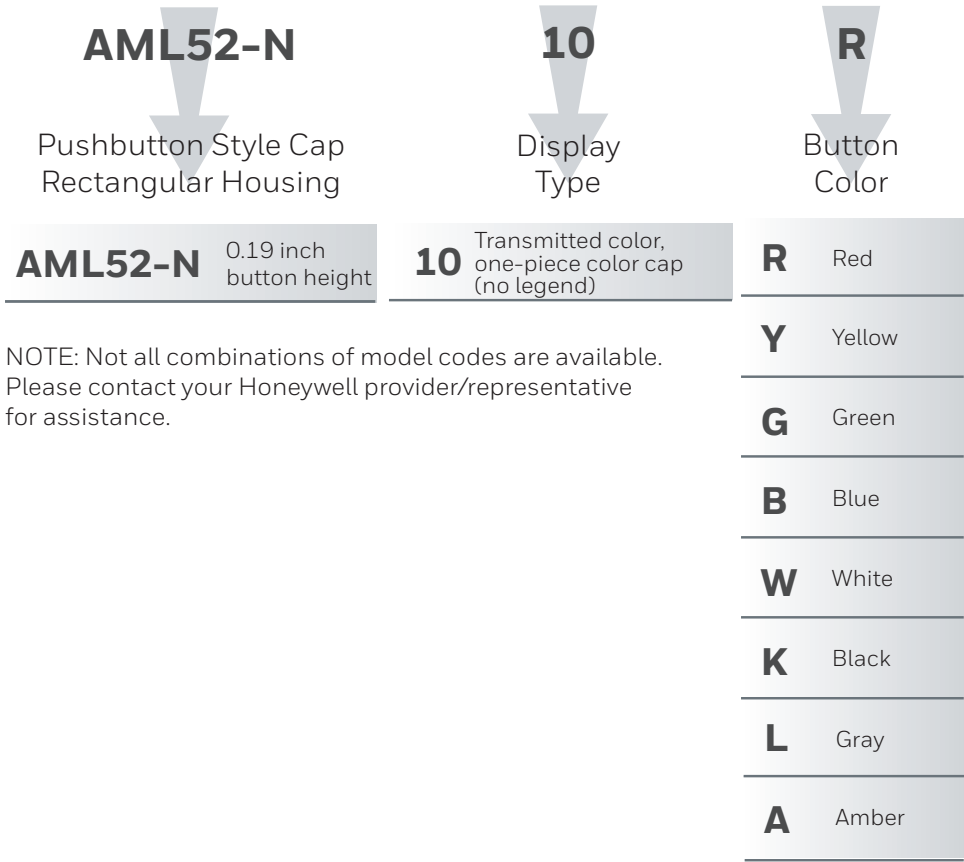 AML52-N 10 R
Pushbutton Style Cap
Rectangular Housing
Display
Type
Button
Color
AML52-N 0.19 inch
button height
10 Transmitted color,
one-piece color cap
(no legend)
R Red
Y Yellow
G Green
B Blue
W White
K Black
L Gray
A Amber
NOTE: Not all combinations of model codes are available.
Please contact your Honeywell provider/representative
for assistance.